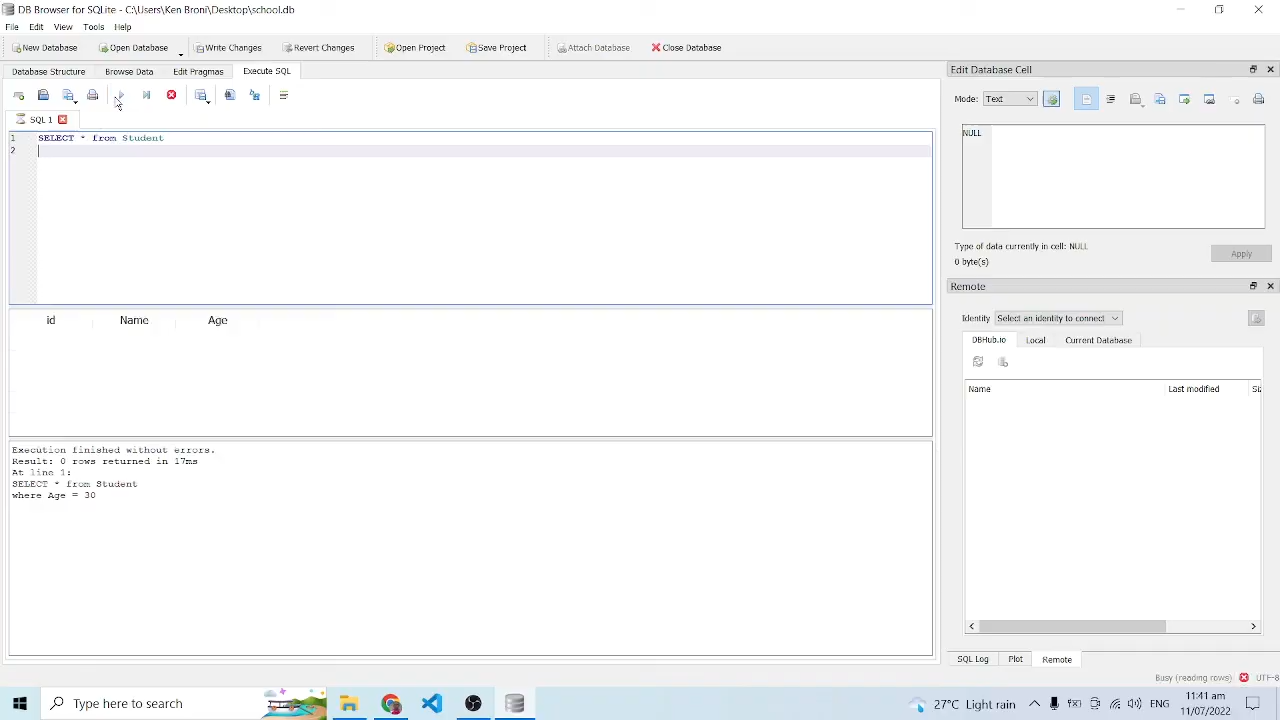 DB Browser for SQLite - C:\Users\Ken Broni\Desktop\school.db
File Edit View Tools Help
New Database Open Database Write Changes Revert Changes Open Project Save Project Attach Database Close Database
Database Structure Browse Data Edit Pragmas Execute SQL
SQL 1
1 SELECT * from Student
2
id Name Age
Execution finished without errors.
Result: 0 rows returned in 17ms
At line 1:
SELECT * from Student
where Age = 30
Edit Database Cell
Mode: Text
NULL
Type of data currently in cell: NULL
0 byte(s)
Apply
Remote
Identity Select an identity to connect
DBHub.io Local Current Database
Name Last modified
SQL Log Plot Remote
Busy (reading rows) UTF-8
Type here to search
27°C Light rain
ENG
11:41 am
11/07/2022